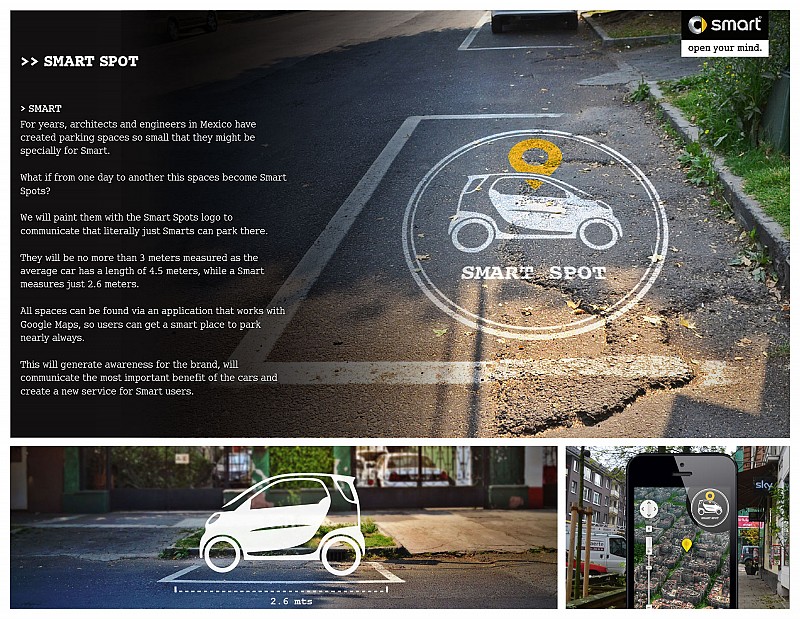 >> SMART SPOT
smart
open your mind.
> SMART
For years, architects and engineers in Mexico have
created parking spaces so small that they might be
specially for Smart.
What if from one day to another this spaces become Smart
Spots?
We will paint them with the Smart Spots logo to
communicate that literally just Smarts can park there.
They will be no more than 3 meters measured as the
average car has a length of 4.5 meters, while a Smart
measures just 2.6 meters.
All spaces can be found via an application that works with
Google Maps, so users can get a smart place to park
nearly always.
This will generate awareness for the brand, will
communicate the most important benefit of the cars and
create a new service for Smart users.
SMART SPOT
2.6 mts
SMART SPOT
sky